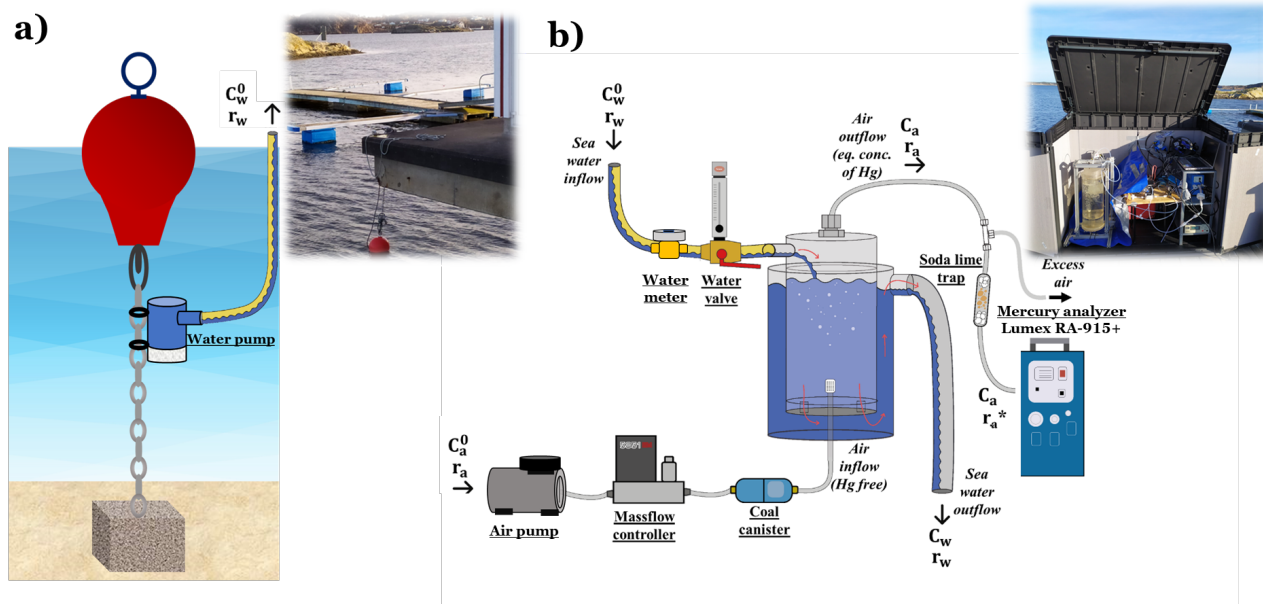 a)
C⁰w
rw
Water pump
b)
C⁰w
rw
Sea
water
inflow
Water
meter
Water
valve
Air
outflow
(eq. conc.
of Hg)
Ca
ra
Soda lime
trap
Excess
air
Mercury analyzer
Lumex RA-915+
Ca
ra*
C⁰a
ra
Air pump
Massflow
controller
Coal
canister
Air
inflow
(Hg free)
Sea
water
outflow
Cw
rw